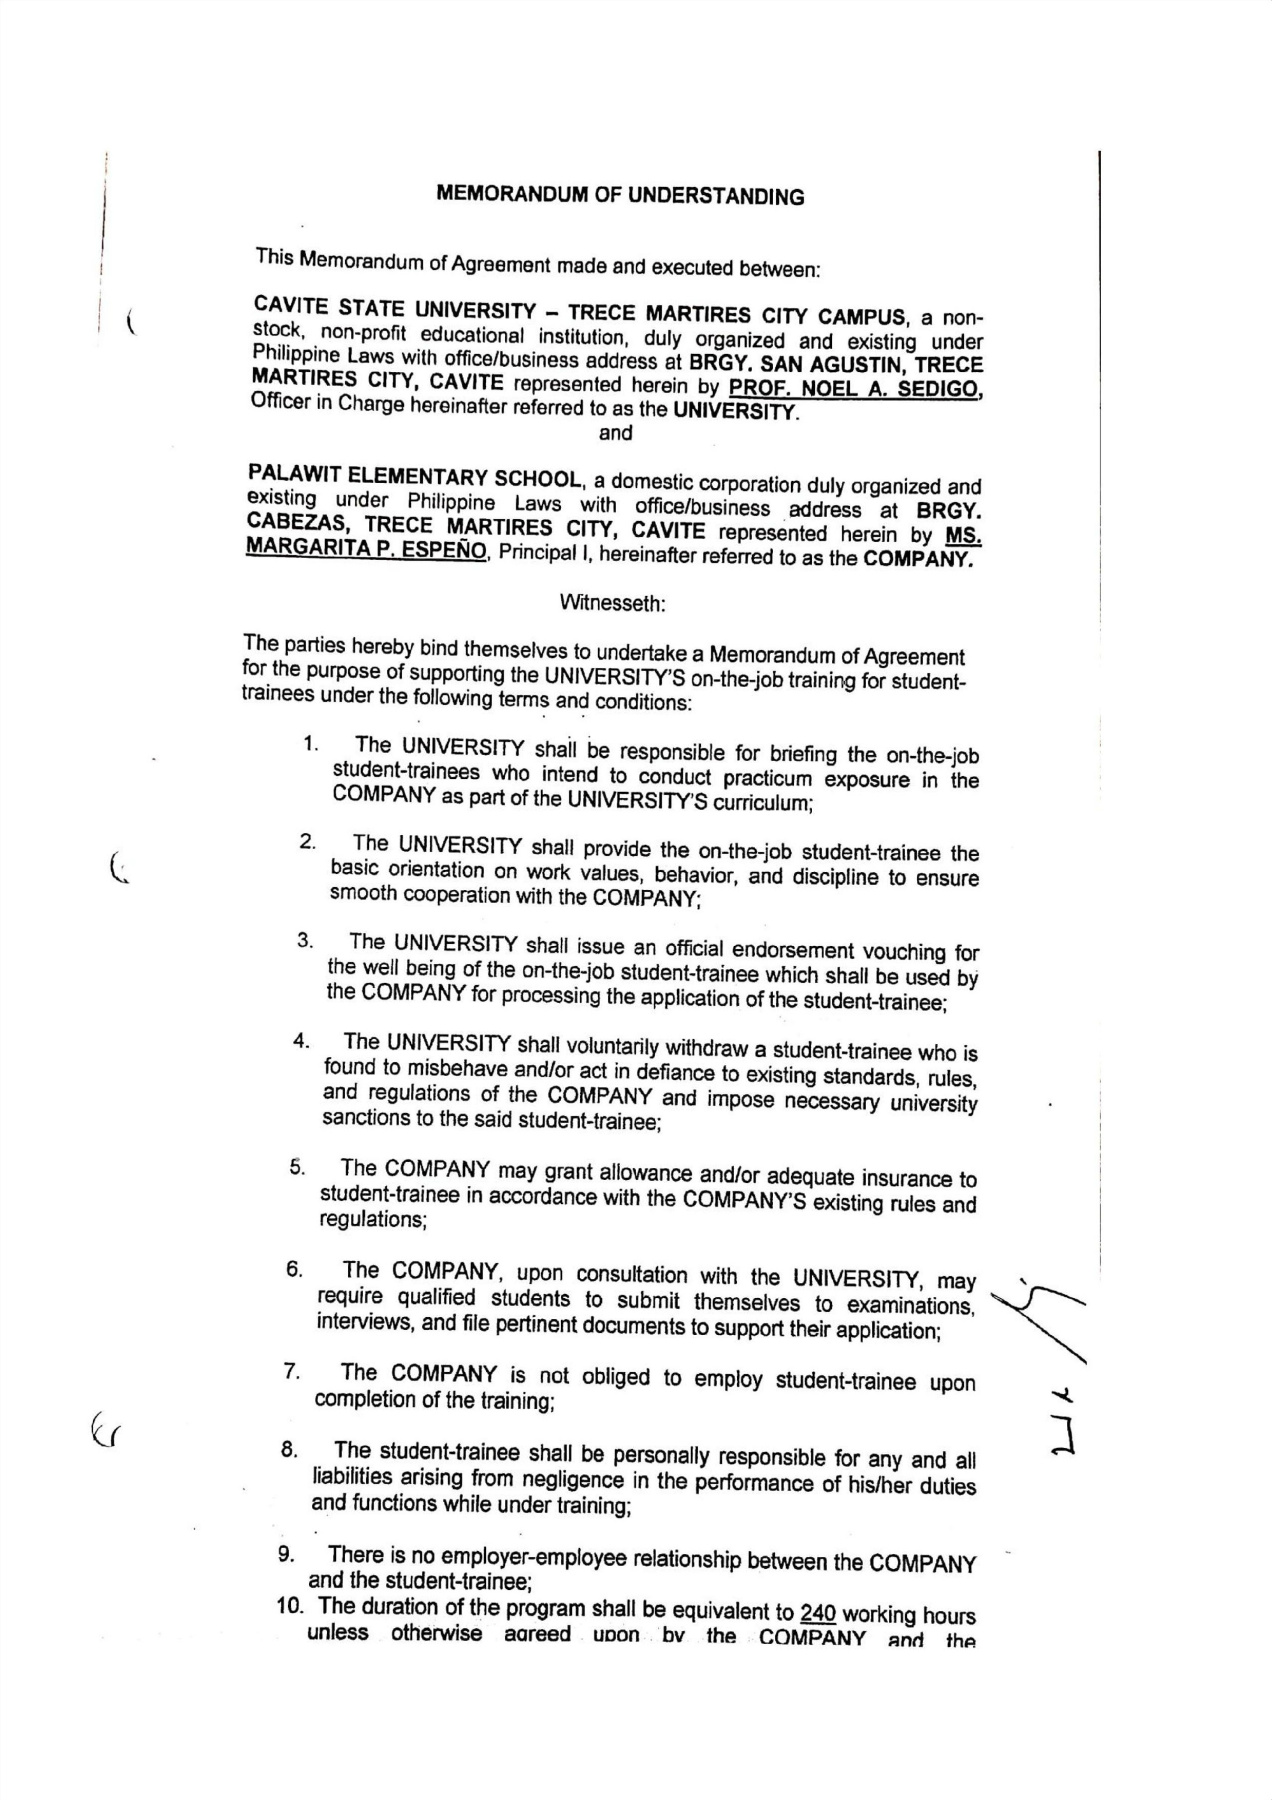 MEMORANDUM OF UNDERSTANDING
This Memorandum of Agreement made and executed between:
CAVITE STATE UNIVERSITY – TRECE MARTIRES CITY CAMPUS, a non-
stock, non-profit educational institution, duly organized and existing under
Philippine Laws with office/business address at BRGY. SAN AGUSTIN, TRECE
MARTIRES CITY, CAVITE represented herein by PROF. NOEL A. SEDIGO,
Officer in Charge hereinafter referred to as the UNIVERSITY.
and
PALAWIT ELEMENTARY SCHOOL, a domestic corporation duly organized and
existing under Philippine Laws with office/business address at BRGY.
CABEZAS, TRECE MARTIRES CITY, CAVITE represented herein by MS.
MARGARITA P. ESPEÑO, Principal I, hereinafter referred to as the COMPANY.
Witnesseth:
The parties hereby bind themselves to undertake a Memorandum of Agreement
for the purpose of supporting the UNIVERSITY'S on-the-job training for student-
trainees under the following terms and conditions:
1. The UNIVERSITY shall be responsible for briefing the on-the-job
student-trainees who intend to conduct practicum exposure in the
COMPANY as part of the UNIVERSITY'S curriculum;
2. The UNIVERSITY shall provide the on-the-job student-trainee the
basic orientation on work values, behavior, and discipline to ensure
smooth cooperation with the COMPANY;
3. The UNIVERSITY shall issue an official endorsement vouching for
the well being of the on-the-job student-trainee which shall be used by
the COMPANY for processing the application of the student-trainee;
4. The UNIVERSITY shall voluntarily withdraw a student-trainee who is
found to misbehave and/or act in defiance to existing standards, rules,
and regulations of the COMPANY and impose necessary university
sanctions to the said student-trainee;
5. The COMPANY may grant allowance and/or adequate insurance to
student-trainee in accordance with the COMPANY'S existing rules and
regulations;
6. The COMPANY, upon consultation with the UNIVERSITY, may
require qualified students to submit themselves to examinations,
interviews, and file pertinent documents to support their application;
7. The COMPANY is not obliged to employ student-trainee upon
completion of the training;
8. The student-trainee shall be personally responsible for any and all
liabilities arising from negligence in the performance of his/her duties
and functions while under training;
9. There is no employer-employee relationship between the COMPANY
and the student-trainee;
10. The duration of the program shall be equivalent to 240 working hours
unless otherwise agreed upon by the COMPANY and the